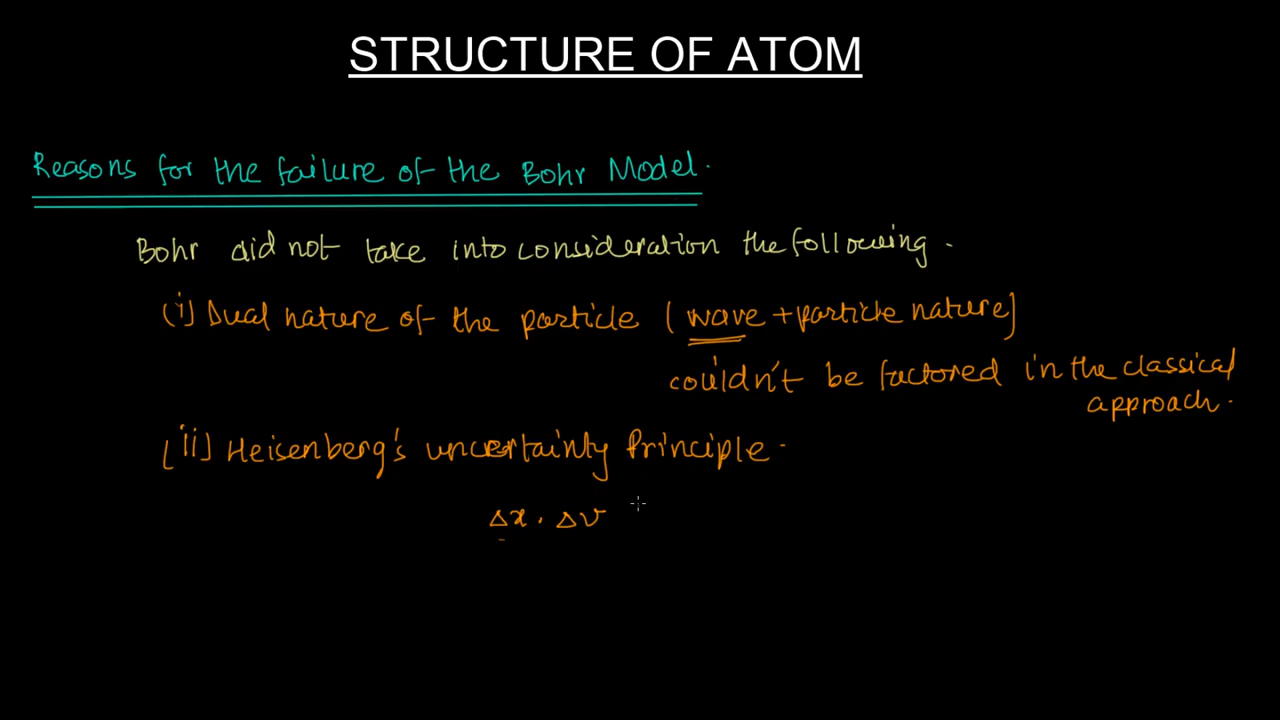 STRUCTURE OF ATOM
Reasons for the failure of the Bohr Model.
Bohr did not take into consideration the following.
(i) Dual nature of the particle (wave + particle nature)
couldn't be factored in the classical
approach.
(ii) Heisenberg's uncertainty Principle.
Δx . Δv